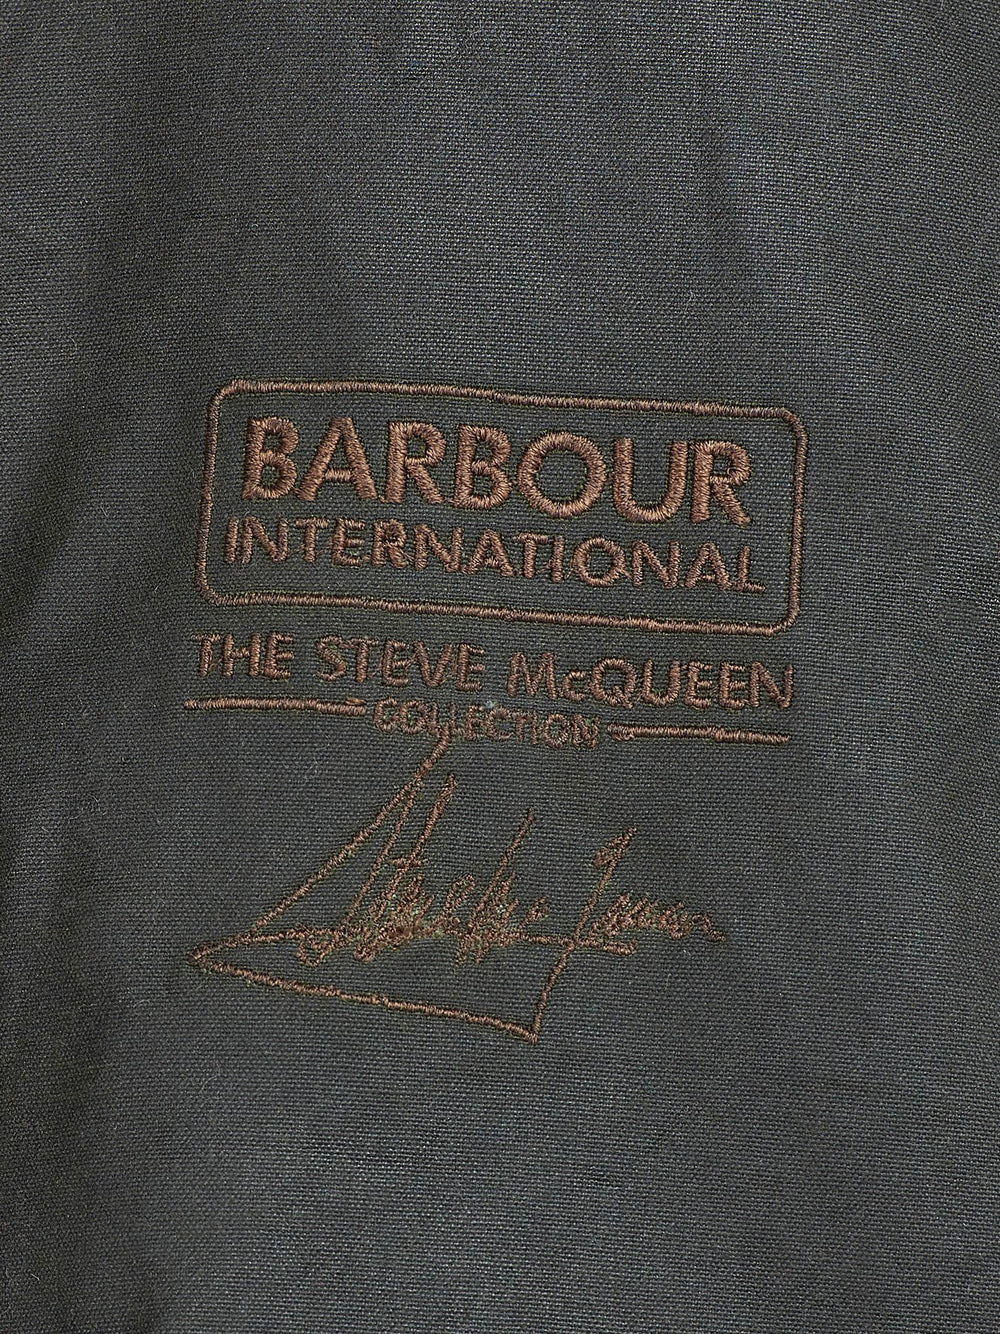 BARBOUR
INTERNATIONAL
THE STEVE McQUEEN
COLLECTION